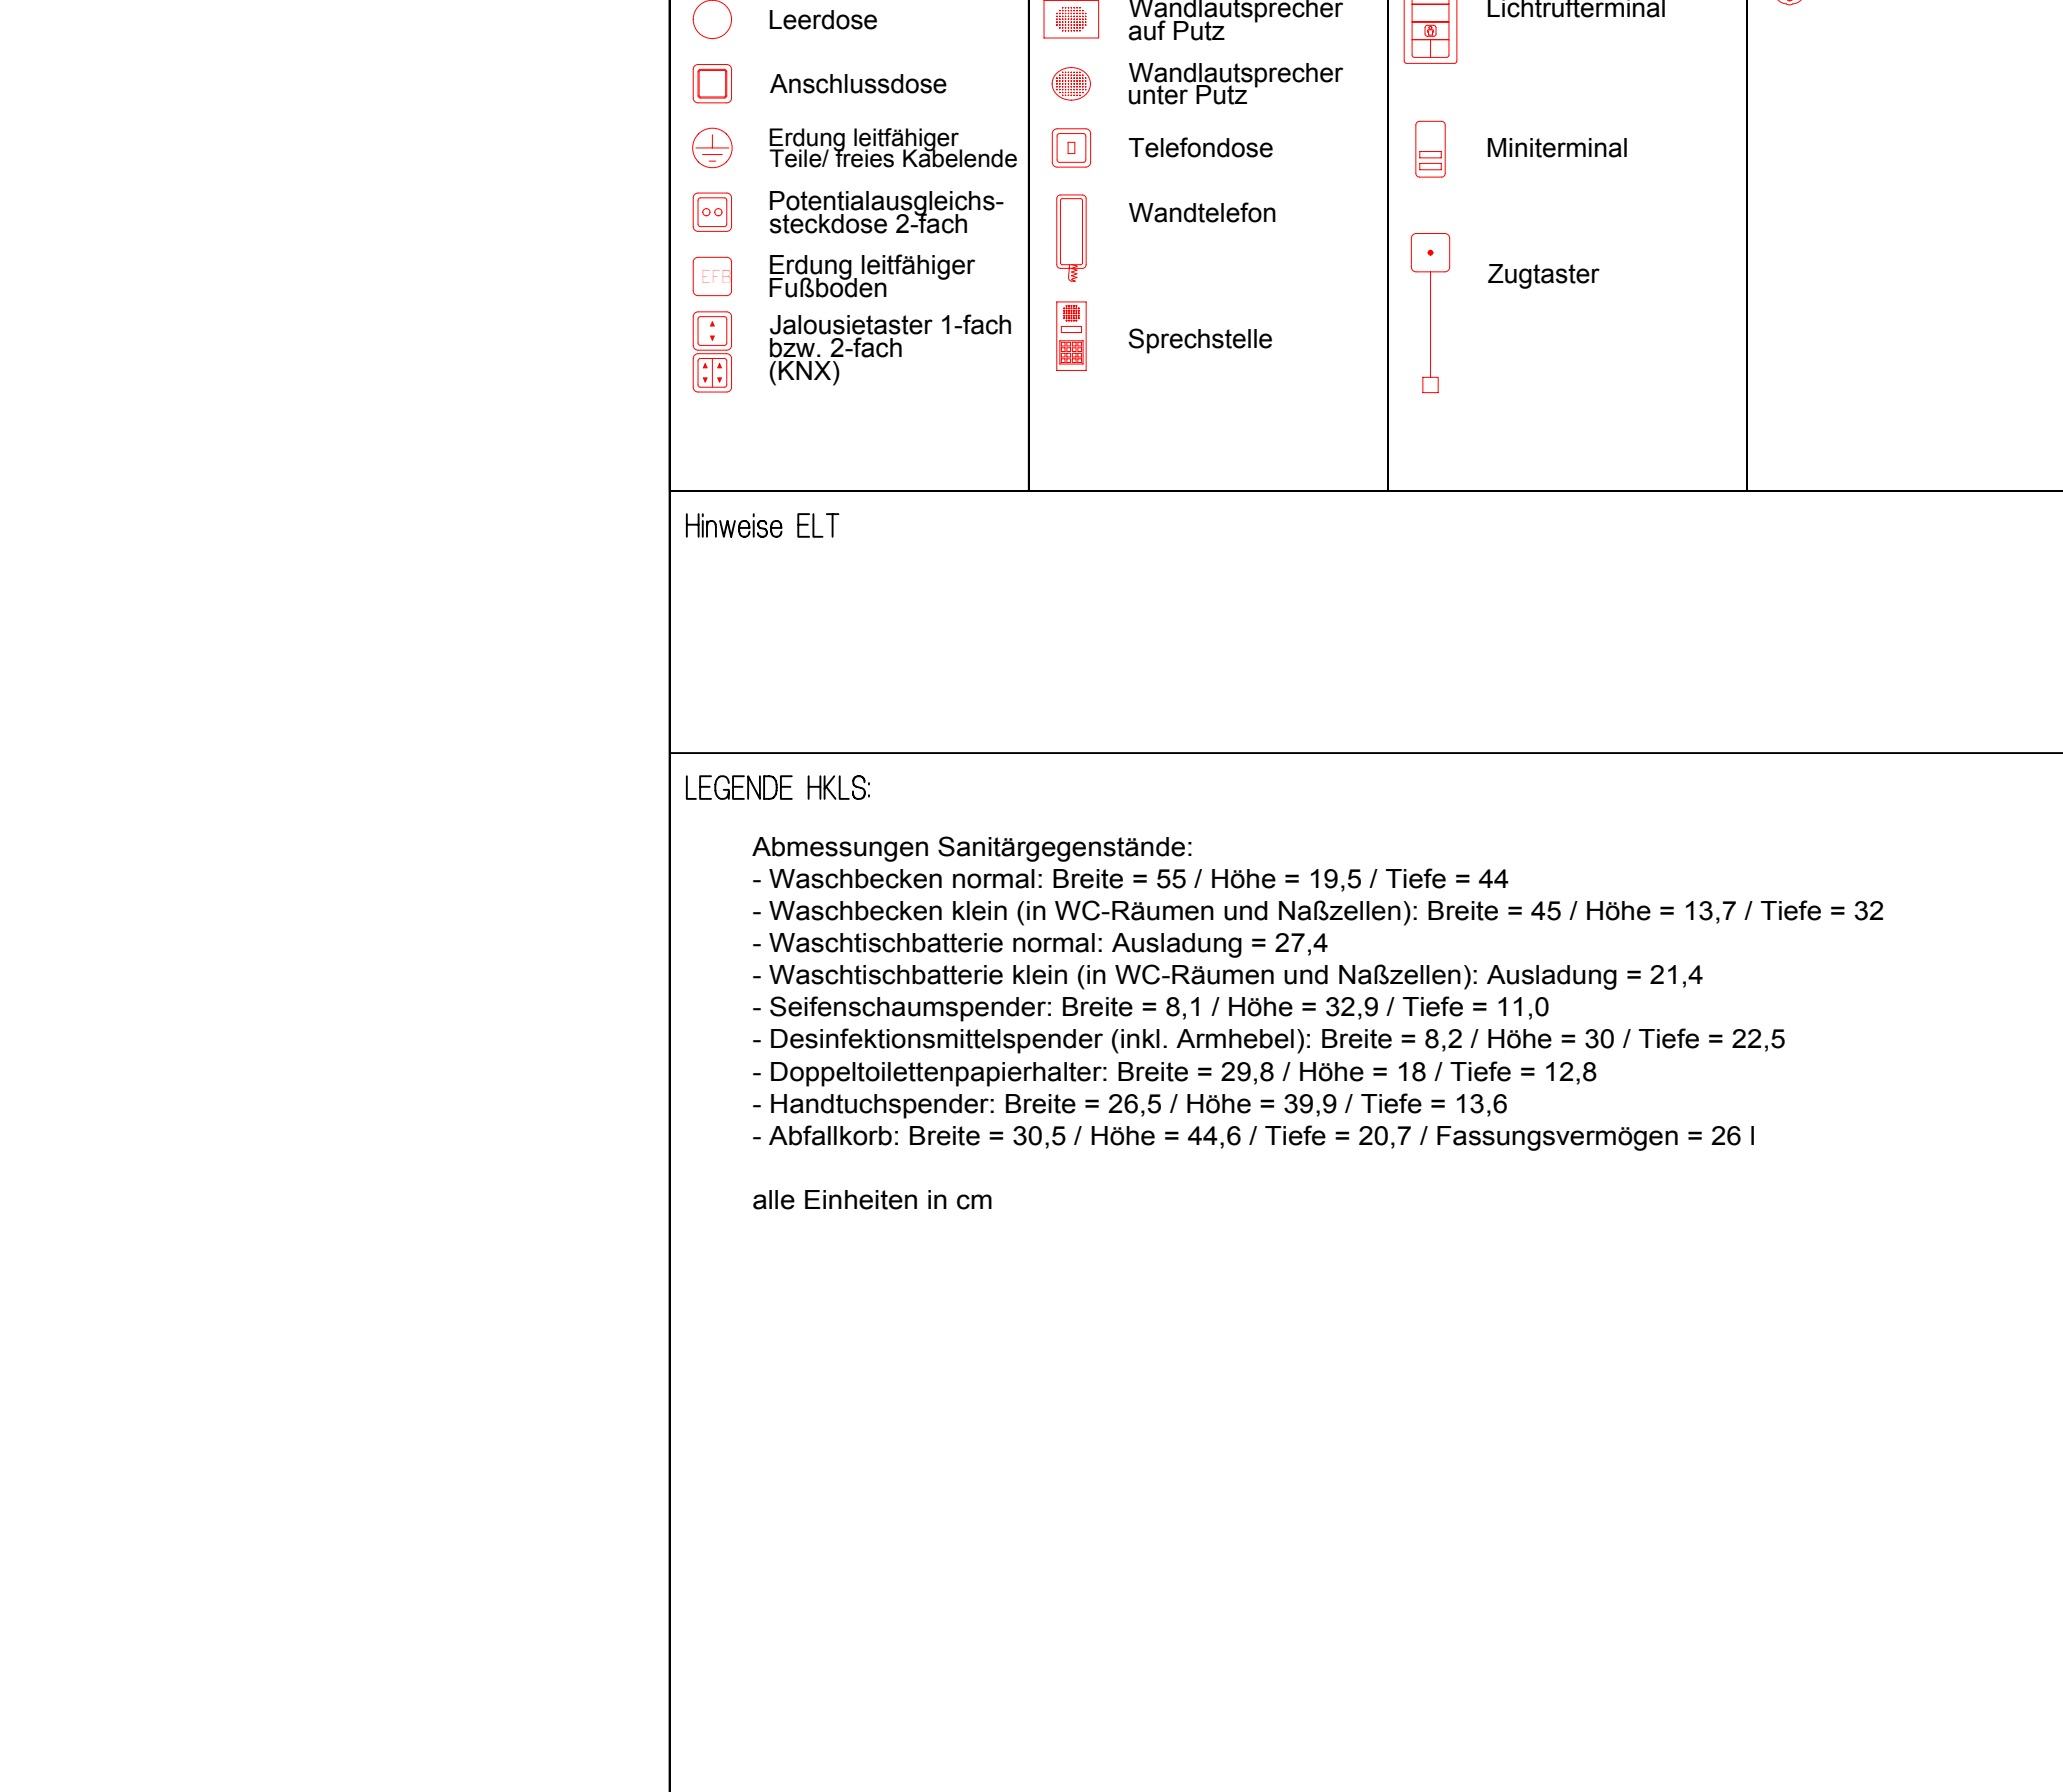 Leerdose
Anschlussdose
Erdung leitfähiger
Teile/ freies Kabelende
Potentialausgleichs-
steckdose 2-fach
EFB
Erdung leitfähiger
Fußboden
Jalousietaster 1-fach
bzw. 2-fach
(KNX)
Wandlautsprecher
auf Putz
Wandlautsprecher
unter Putz
Telefondose
Wandtelefon
Sprechstelle
Lichtrufterminal
Miniterminal
Zugtaster
Hinweise ELT
LEGENDE HKLS:
Abmessungen Sanitärgegenstände:
- Waschbecken normal: Breite = 55 / Höhe = 19,5 / Tiefe = 44
- Waschbecken klein (in WC-Räumen und Naßzellen): Breite = 45 / Höhe = 13,7 / Tiefe = 32
- Waschtischbatterie normal: Ausladung = 27,4
- Waschtischbatterie klein (in WC-Räumen und Naßzellen): Ausladung = 21,4
- Seifenschaumspender: Breite = 8,1 / Höhe = 32,9 / Tiefe = 11,0
- Desinfektionsmittelspender (inkl. Armhebel): Breite = 8,2 / Höhe = 30 / Tiefe = 22,5
- Doppeltoilettenpapierhalter: Breite = 29,8 / Höhe = 18 / Tiefe = 12,8
- Handtuchspender: Breite = 26,5 / Höhe = 39,9 / Tiefe = 13,6
- Abfallkorb: Breite = 30,5 / Höhe = 44,6 / Tiefe = 20,7 / Fassungsvermögen = 26 l
alle Einheiten in cm